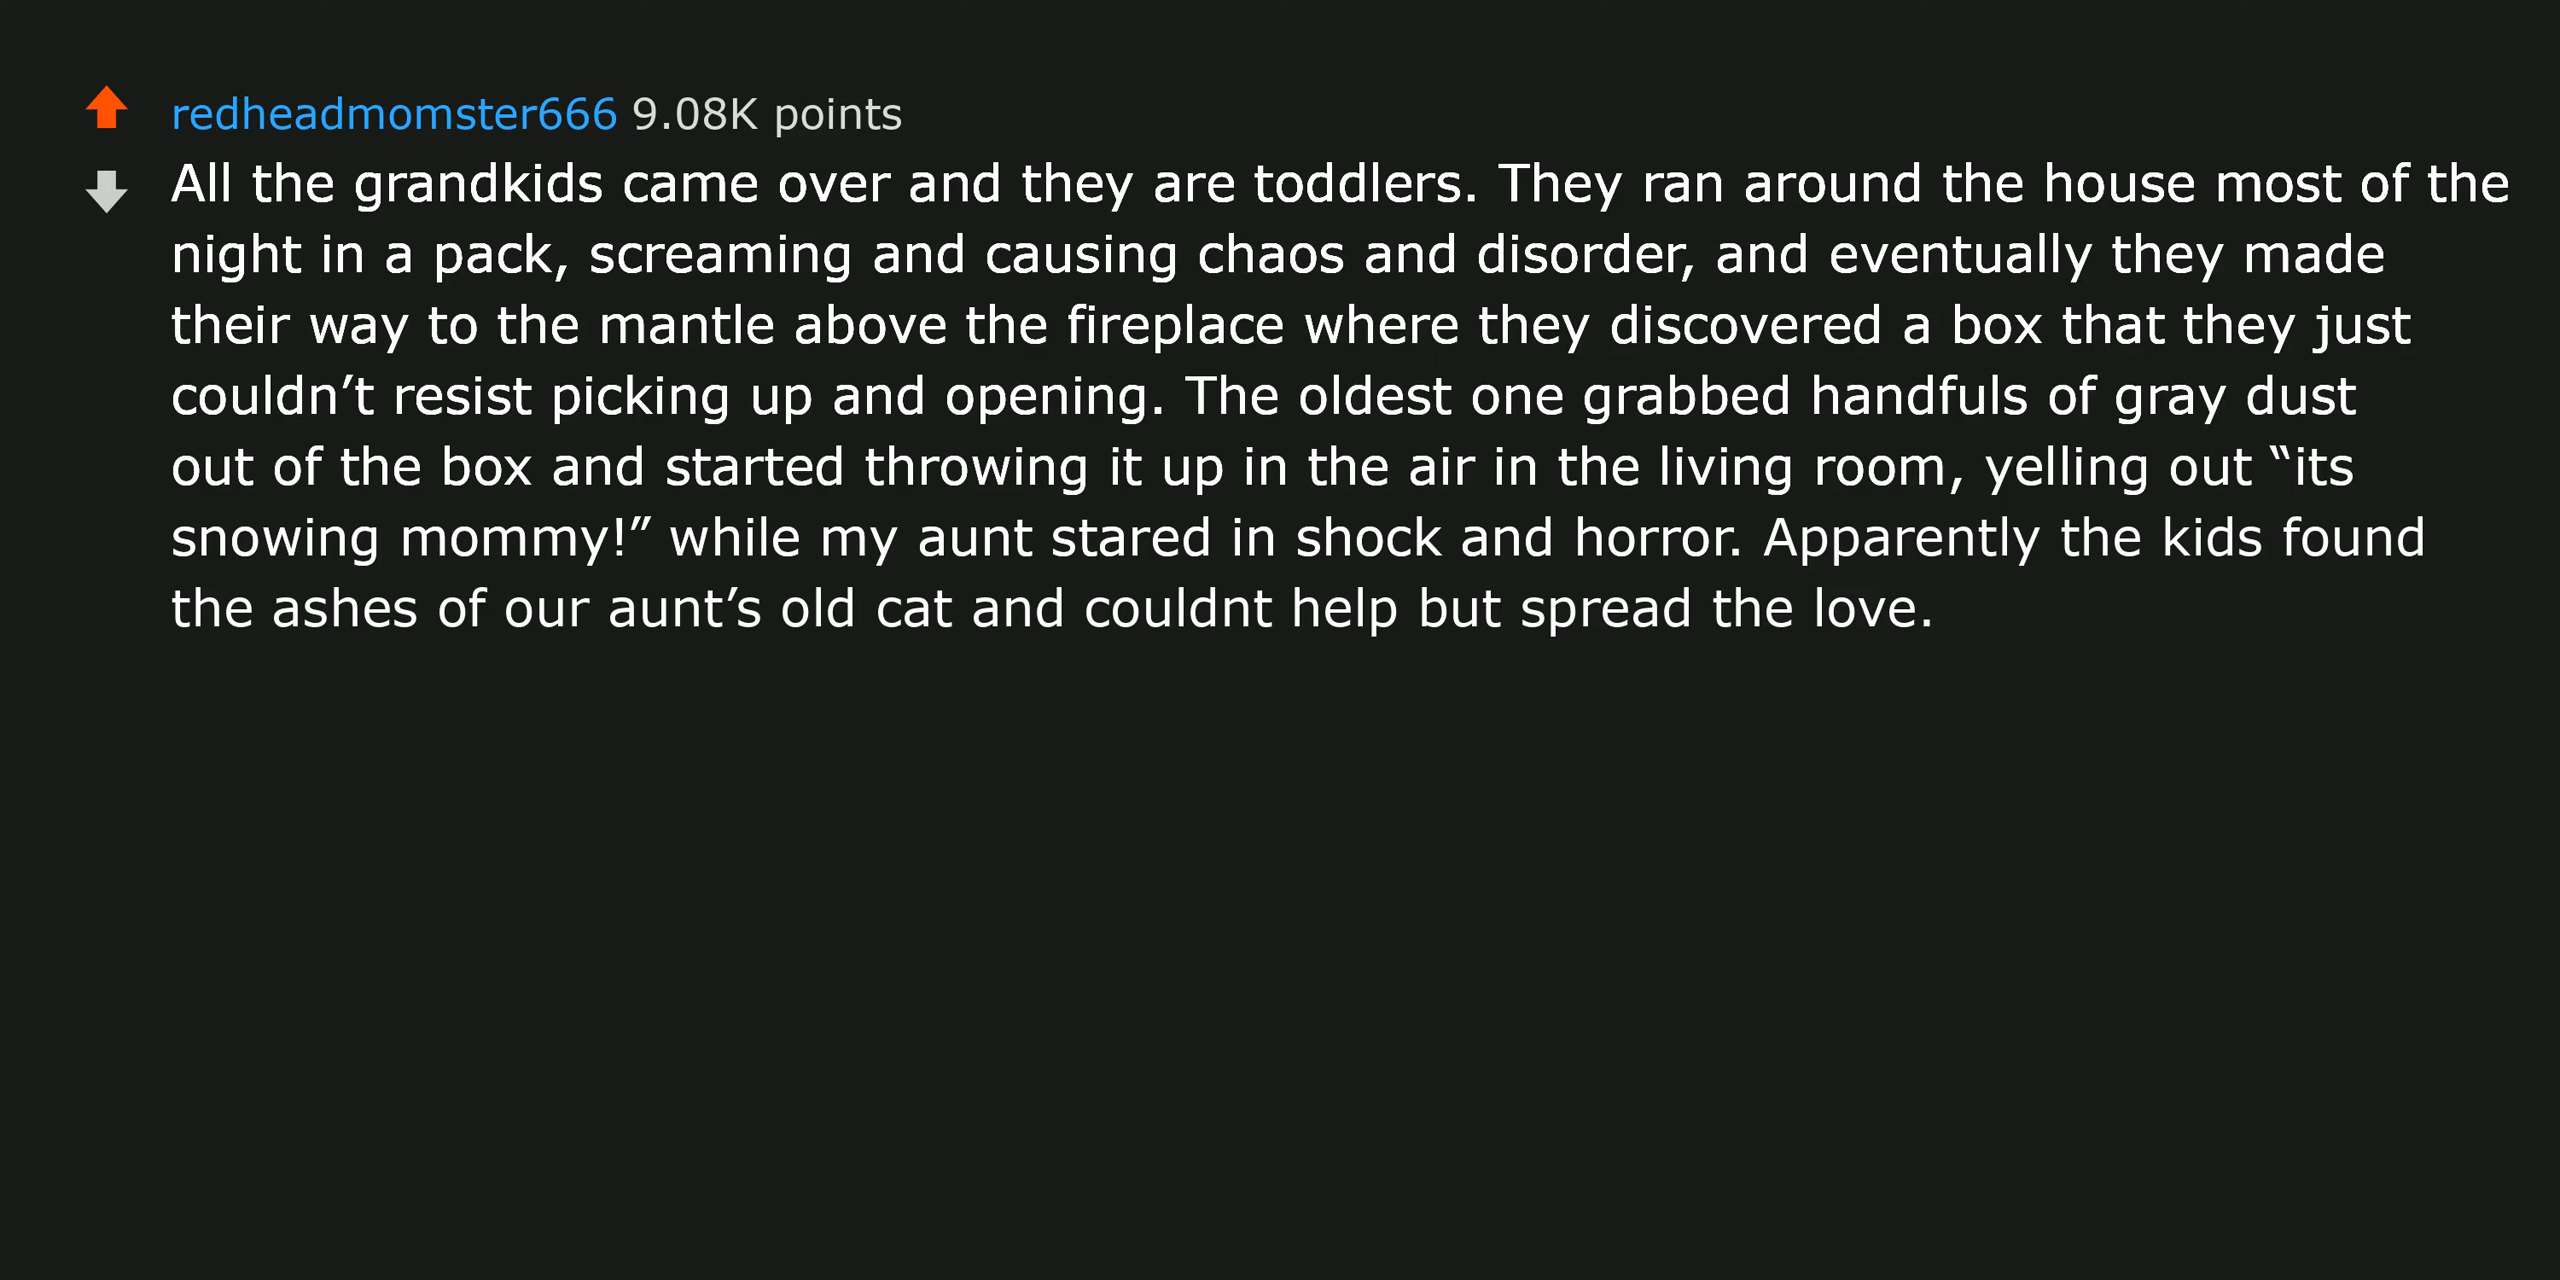 redheadmomster666 9.08K points
All the grandkids came over and they are toddlers. They ran around the house most of the
night in a pack, screaming and causing chaos and disorder, and eventually they made
their way to the mantle above the fireplace where they discovered a box that they just
couldn’t resist picking up and opening. The oldest one grabbed handfuls of gray dust
out of the box and started throwing it up in the air in the living room, yelling out “its
snowing mommy!” while my aunt stared in shock and horror. Apparently the kids found
the ashes of our aunt’s old cat and couldnt help but spread the love.